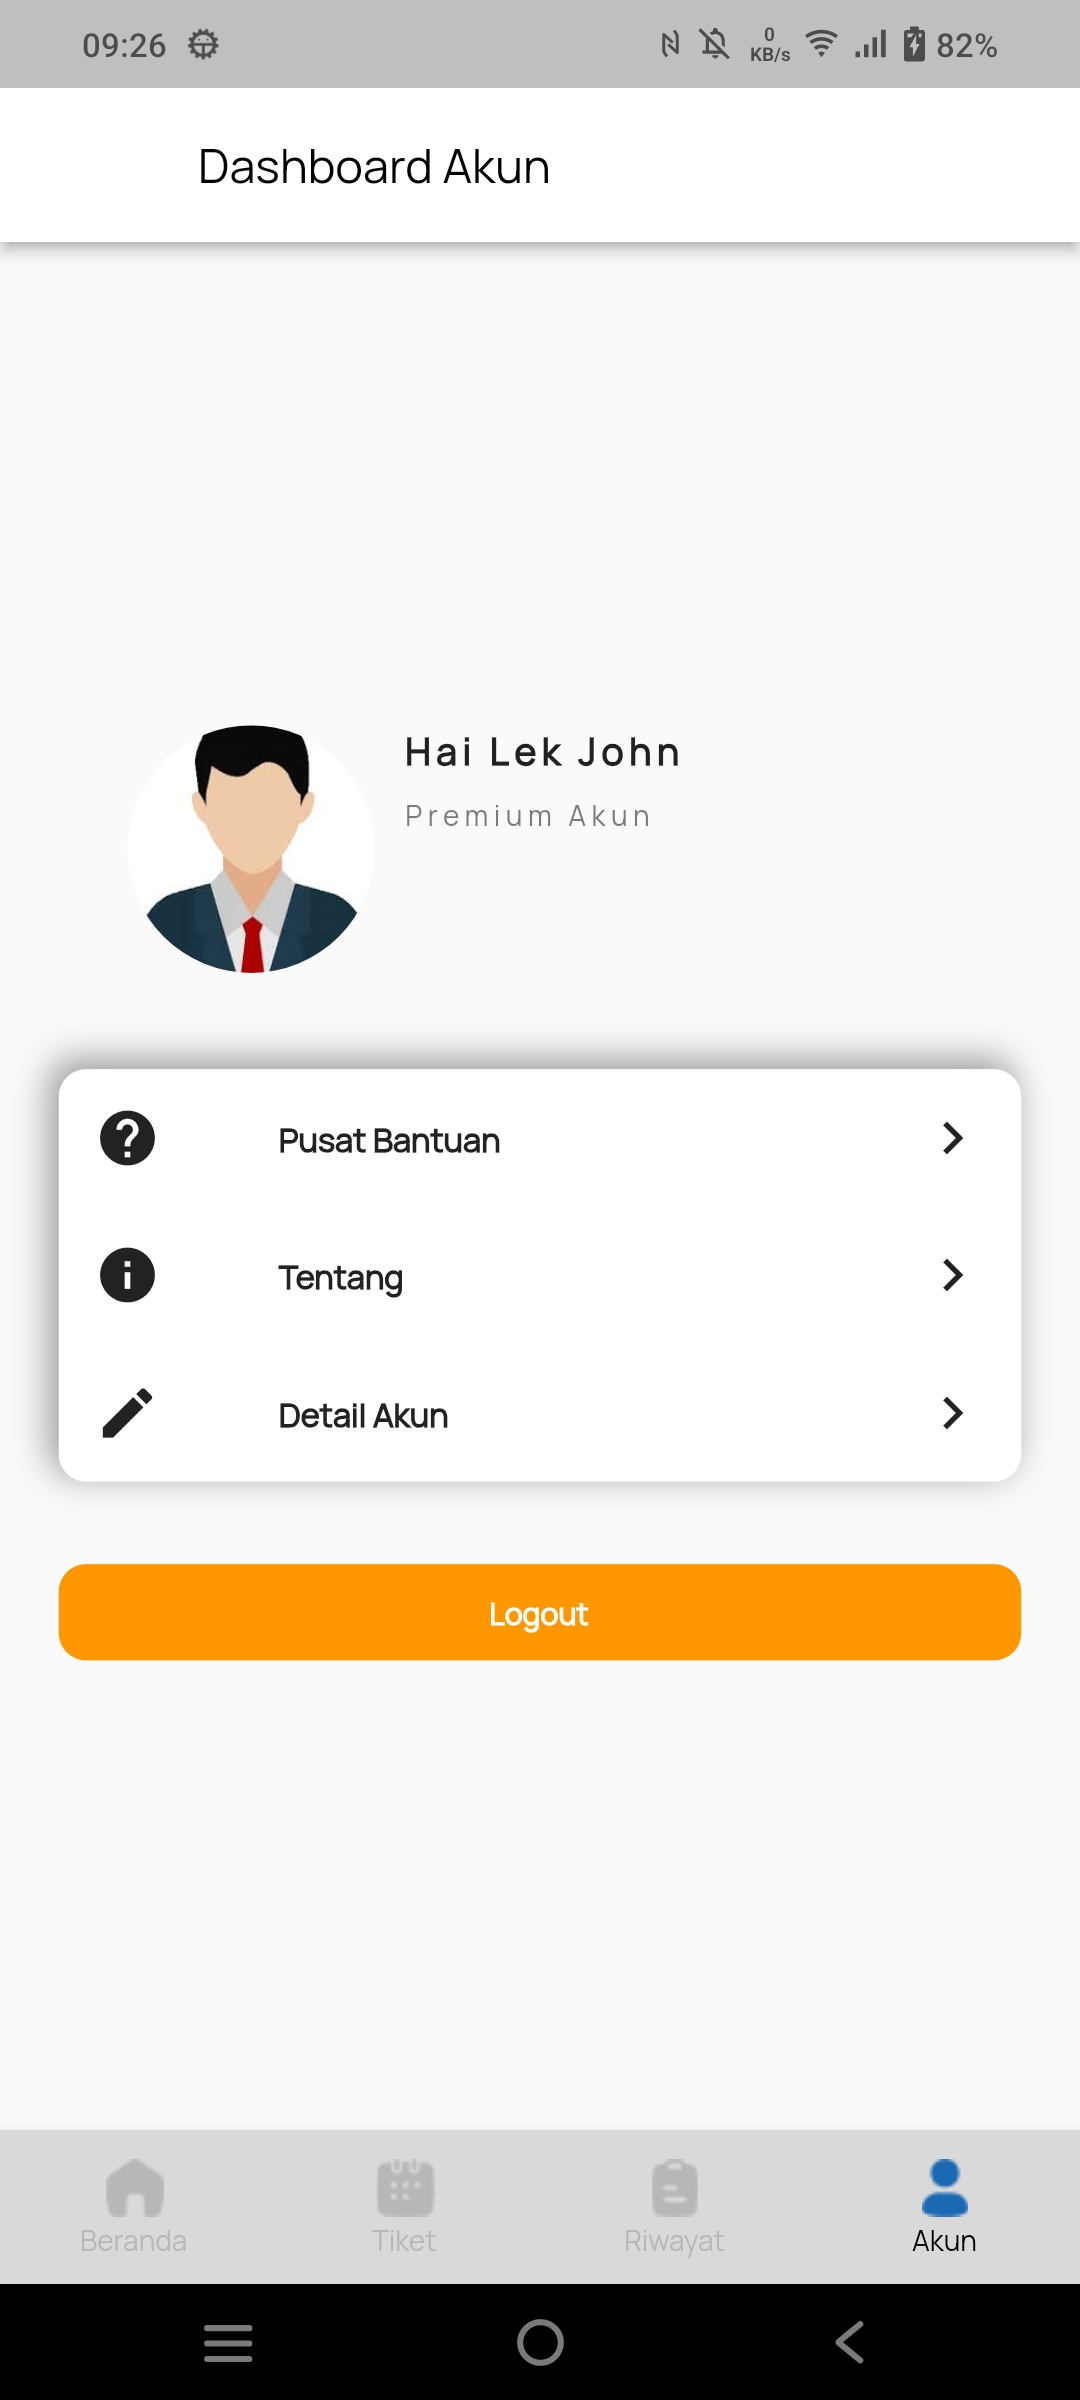 09:26
0
KB/s
82%
Dashboard Akun
Hai Lek John
Premium Akun
Pusat Bantuan
Tentang
Detail Akun
Logout
Beranda
Tiket
Riwayat
Akun